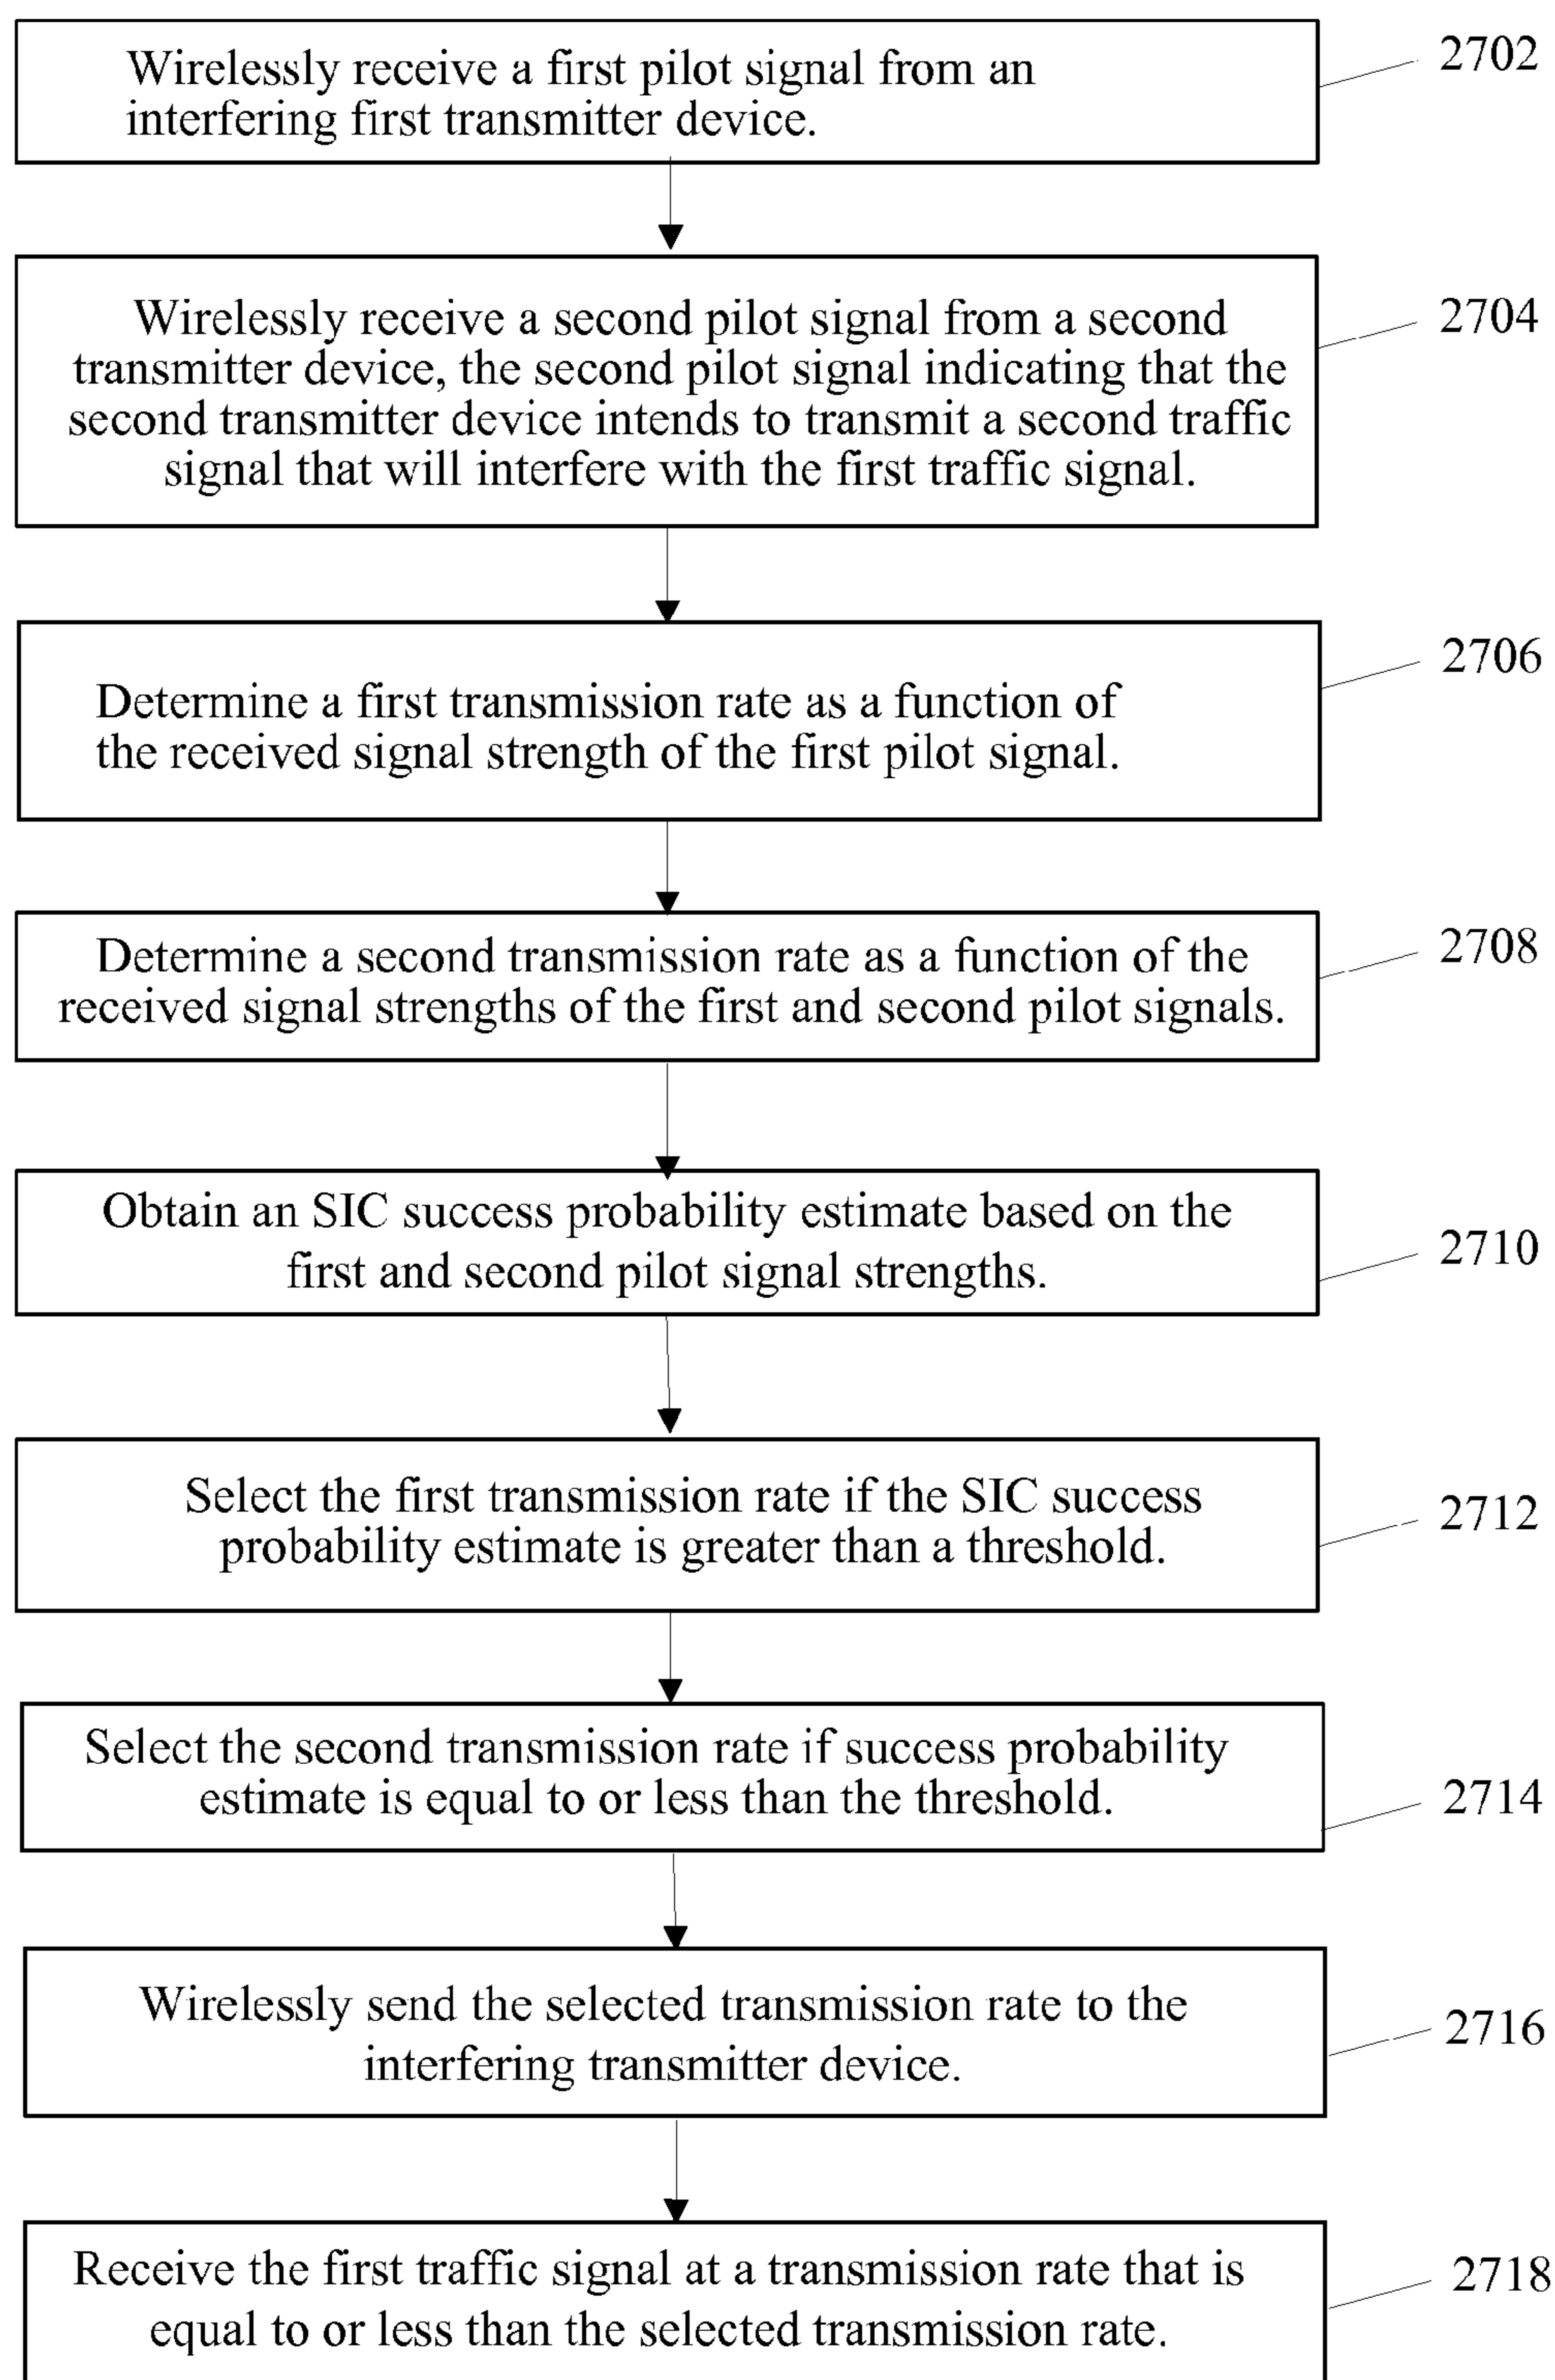 Wirelessly receive a first pilot signal from an
interfering first transmitter device.
2702
Wirelessly receive a second pilot signal from a second
transmitter device, the second pilot signal indicating that the
second transmitter device intends to transmit a second traffic
signal that will interfere with the first traffic signal.
2704
Determine a first transmission rate as a function of
the received signal strength of the first pilot signal.
2706
Determine a second transmission rate as a function of the
received signal strengths of the first and second pilot signals.
2708
Obtain an SIC success probability estimate based on the
first and second pilot signal strengths.
2710
Select the first transmission rate if the SIC success
probability estimate is greater than a threshold.
2712
Select the second transmission rate if success probability
estimate is equal to or less than the threshold.
2714
Wirelessly send the selected transmission rate to the
interfering transmitter device.
2716
Receive the first traffic signal at a transmission rate that is
equal to or less than the selected transmission rate.
2718